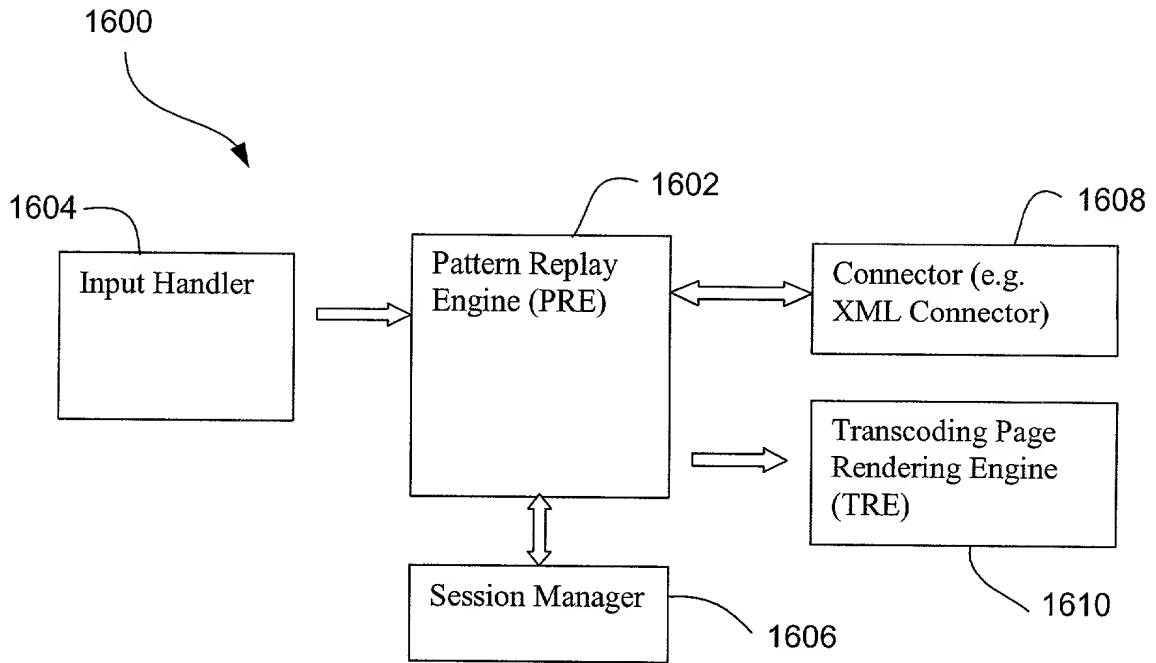 1600
1602
1608
1604
Input Handler
Pattern Replay
Engine (PRE)
Connector (e.g.
XML Connector)
Transcoding Page
Rendering Engine
(TRE)
Session Manager
1606
1610